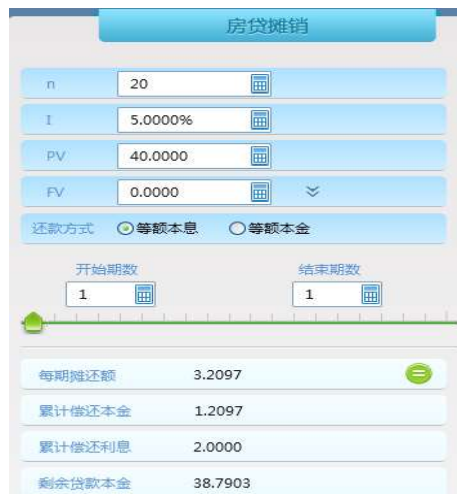 房贷摊销
n 20
I 5.0000%
PV 40.0000
FV 0.0000
还款方式 等额本息 等额本金
开始期数 结束期数
1 1
每期摊还额 3.2097
累计偿还本金 1.2097
累计偿还利息 2.0000
剩余贷款本金 38.7903